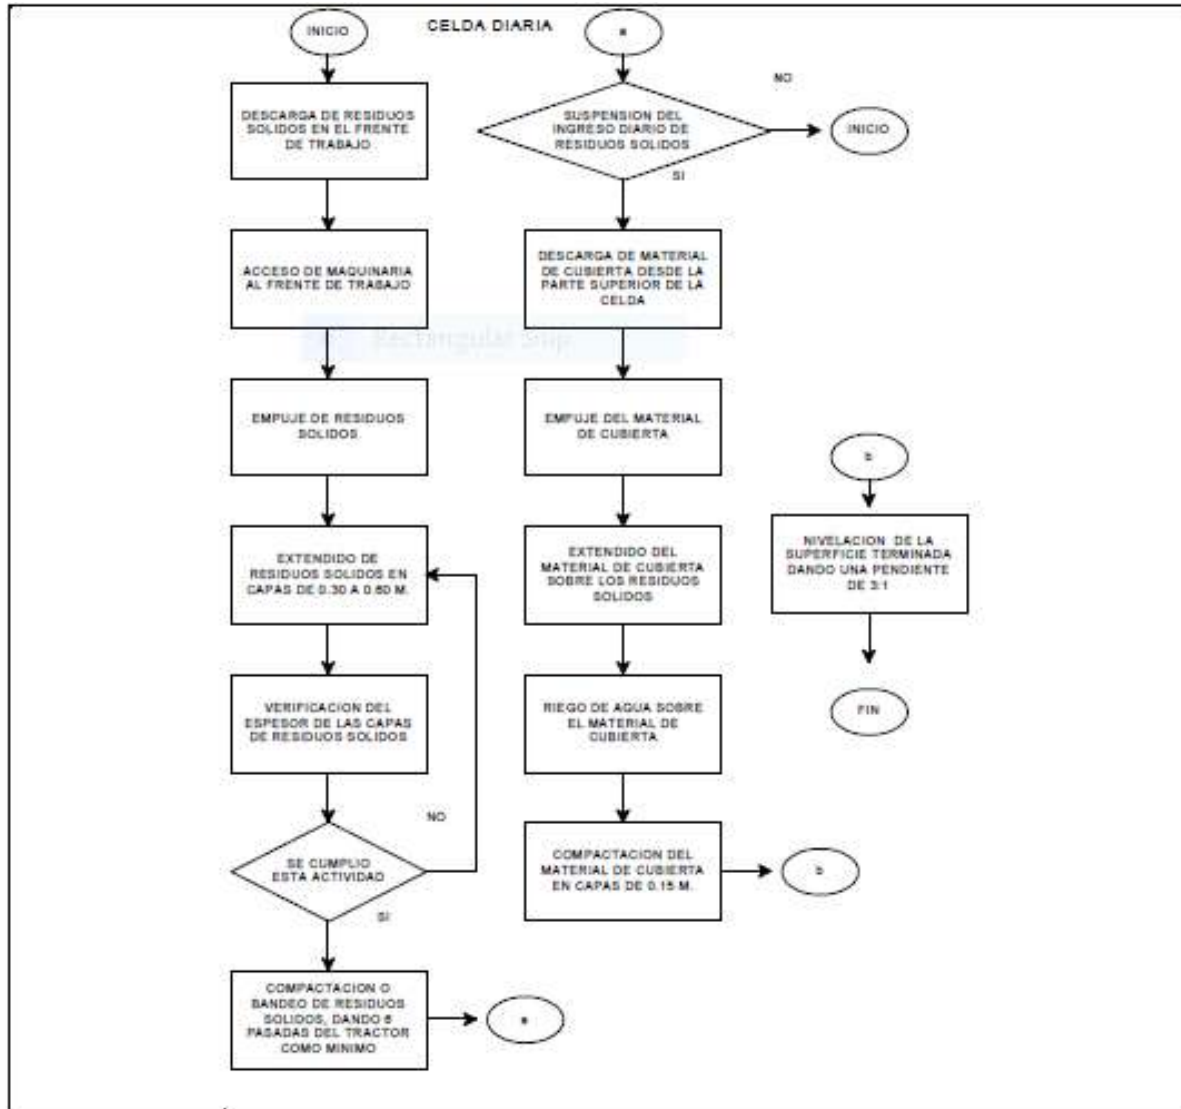 CELDA DIARIA
INICIO
DESCARGA DE RESIDUOS
SOLIDOS EN EL FRENTE
DE TRABAJO
ACCESO DE MAQUINARIA
AL FRENTE DE TRABAJO
EMPUJE DE RESIDUOS
SOLIDOS
EXTENDIDO DE
RESIDUOS SOLIDOS EN
CAPAS DE 0.30 A 0.60 M.
VERIFICACION DEL
ESPESOR DE LAS CAPAS
DE RESIDUOS SOLIDOS
NO
SE CUMPLIO
ESTA ACTIVIDAD
SI
COMPACTACION O
BANDEO DE RESIDUOS
SOLIDOS, DANDO 6
PASADAS DEL TRACTOR
COMO MINIMO
a
a
NO
SUSPENSION DEL
INGRESO DIARIO DE
RESIDUOS SOLIDOS
INICIO
SI
DESCARGA DE MATERIAL
DE CUBIERTA DESDE LA
PARTE SUPERIOR DE LA
CELDA
Rectangular Snip
EMPUJE DEL MATERIAL
DE CUBIERTA
EXTENDIDO DEL
MATERIAL DE CUBIERTA
SOBRE LOS RESIDUOS
SOLIDOS
RIEGO DE AGUA SOBRE
EL MATERIAL DE
CUBIERTA
COMPACTACION DEL
MATERIAL DE CUBIERTA
EN CAPAS DE 0.15 M.
b
b
NIVELACION DE LA
SUPERFICIE TERMINADA
DANDO UNA PENDIENTE
DE 3:1
FIN